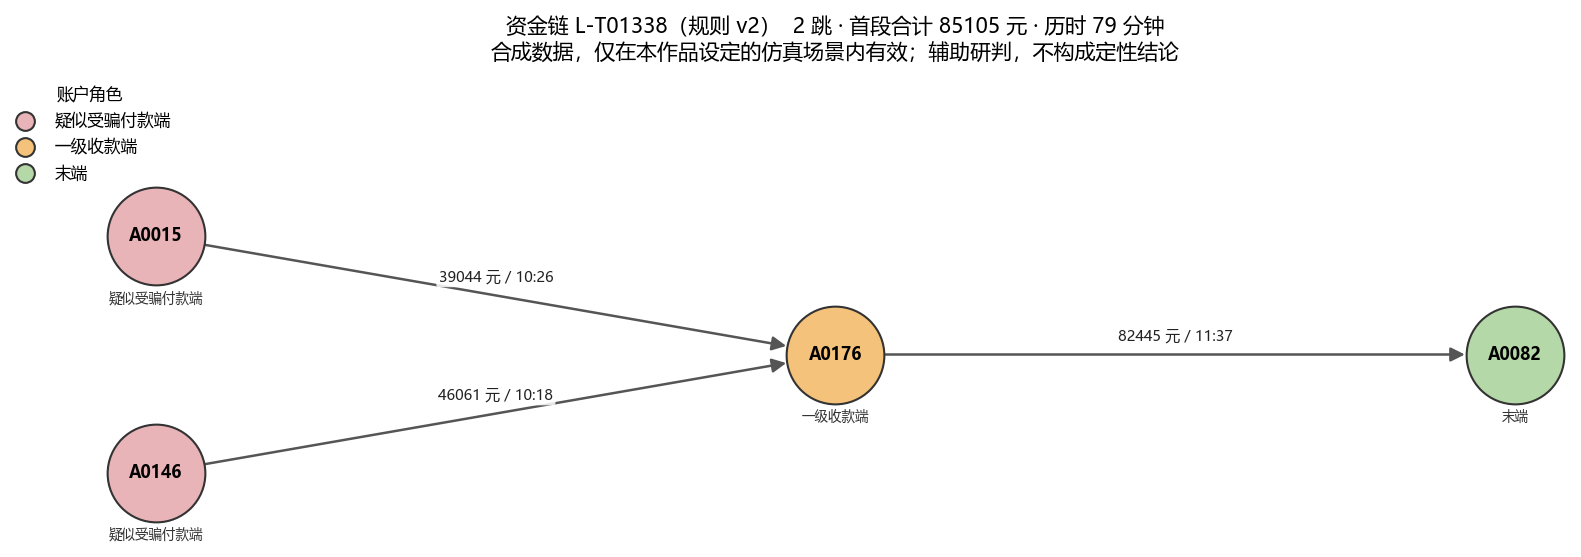 资金链 L-T01338（规则 v2） 2 跳 · 首段合计 85105 元 · 历时 79 分钟
合成数据，仅在本作品设定的仿真场景内有效；辅助研判，不构成定性结论
账户角色
疑似受骗付款端
一级收款端
末端
A0015
疑似受骗付款端
39044 元 / 10:26
A0176
一级收款端
82445 元 / 11:37
A0082
末端
46061 元 / 10:18
A0146
疑似受骗付款端